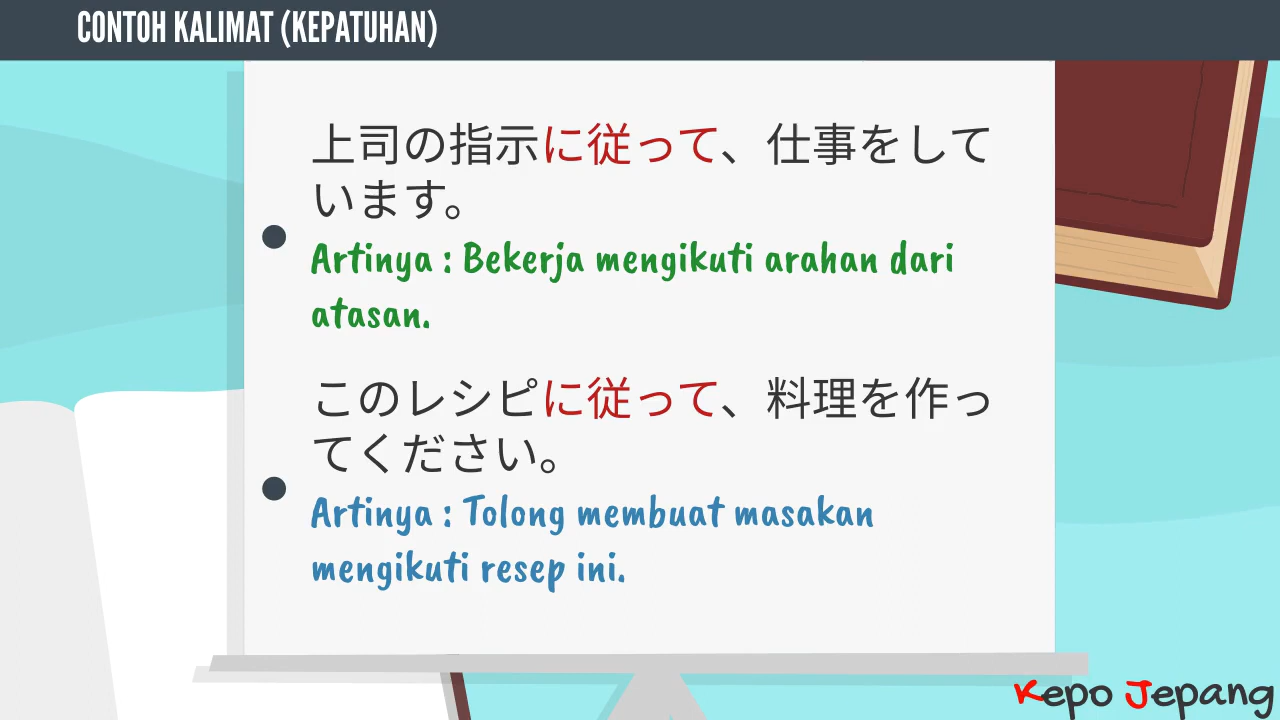 CONTOH KALIMAT (KEPATUHAN)
上司の指示に従って、仕事をして
います。
Artinya : Bekerja mengikuti arahan dari
atasan.
このレシピに従って、料理を作っ
てください。
Artinya : Tolong membuat masakan
mengikuti resep ini.
Kepo Jepang